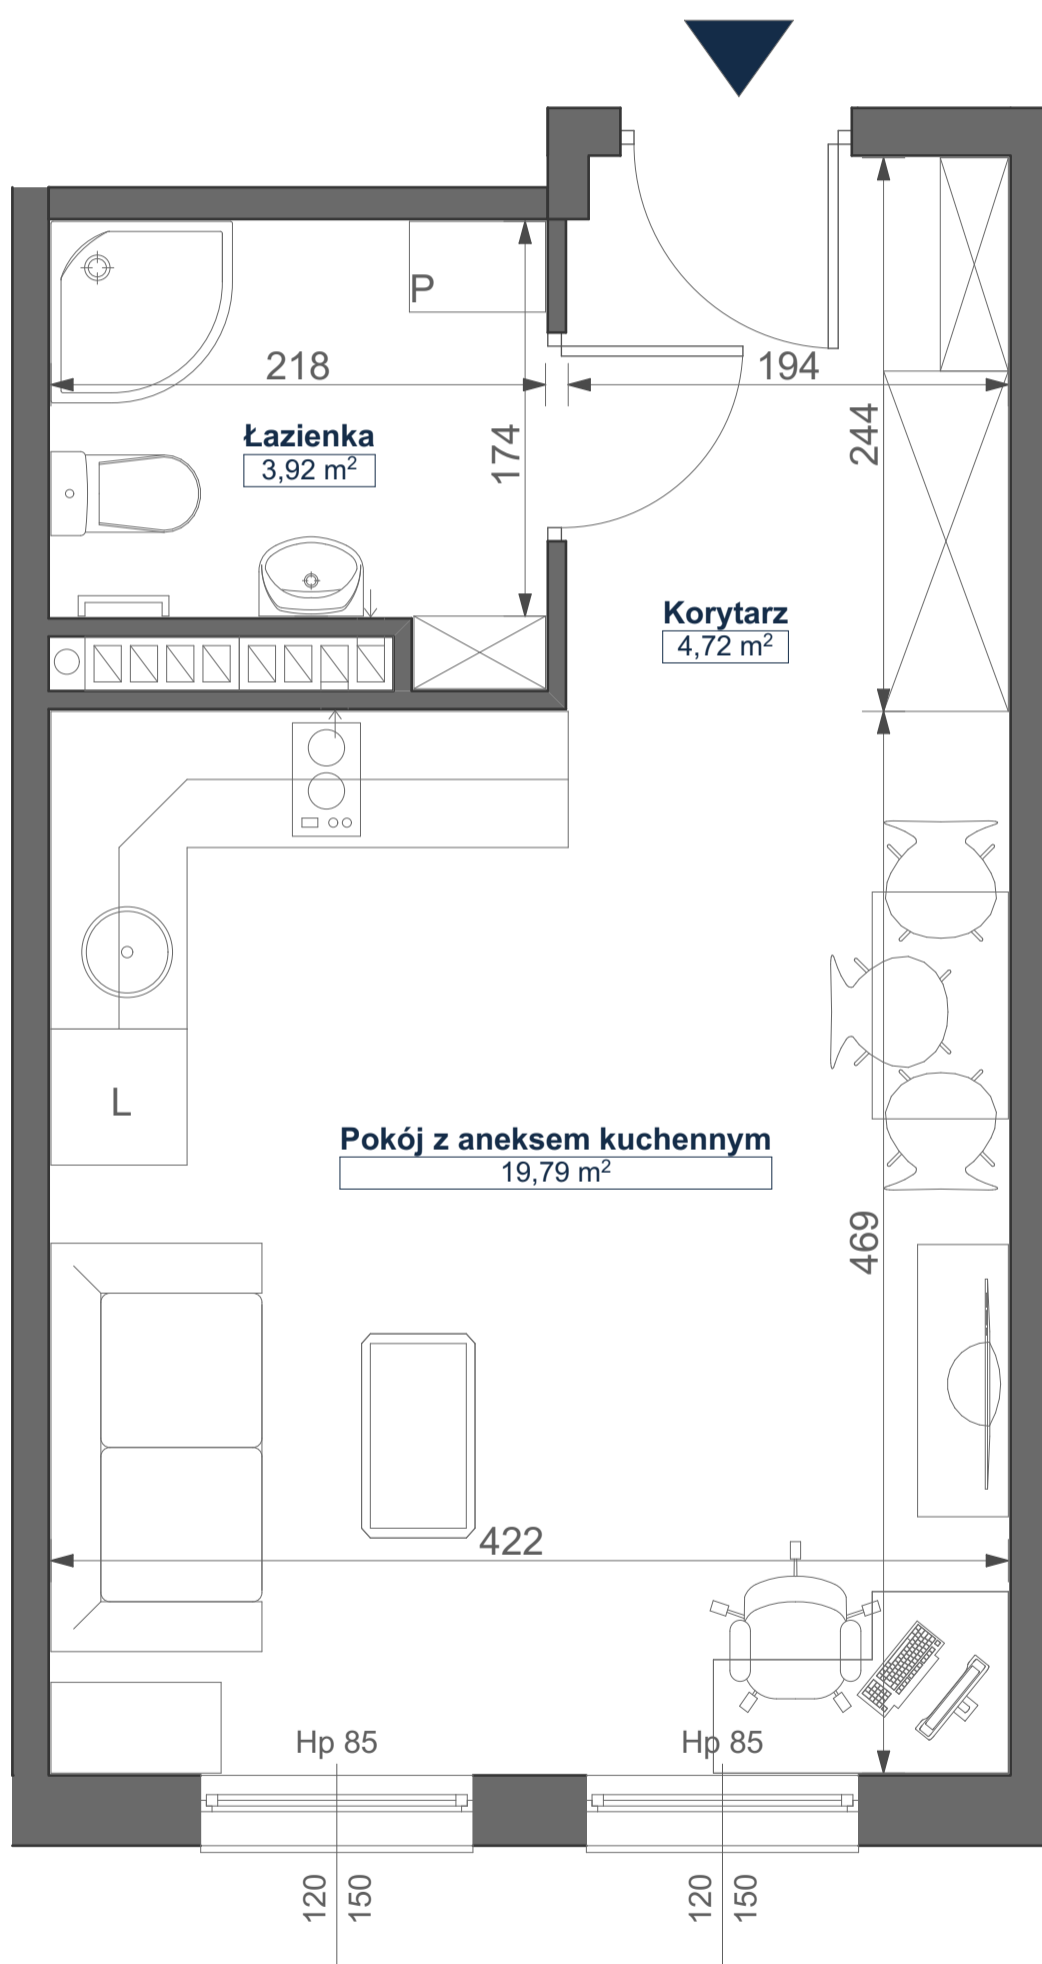 P
218
194
Łazienka
3,92 m²
174
244
Korytarz
4,72 m²
L
Pokój z aneksem kuchennym
19,79 m²
469
422
Hp 85
Hp 85
120
150
120
150